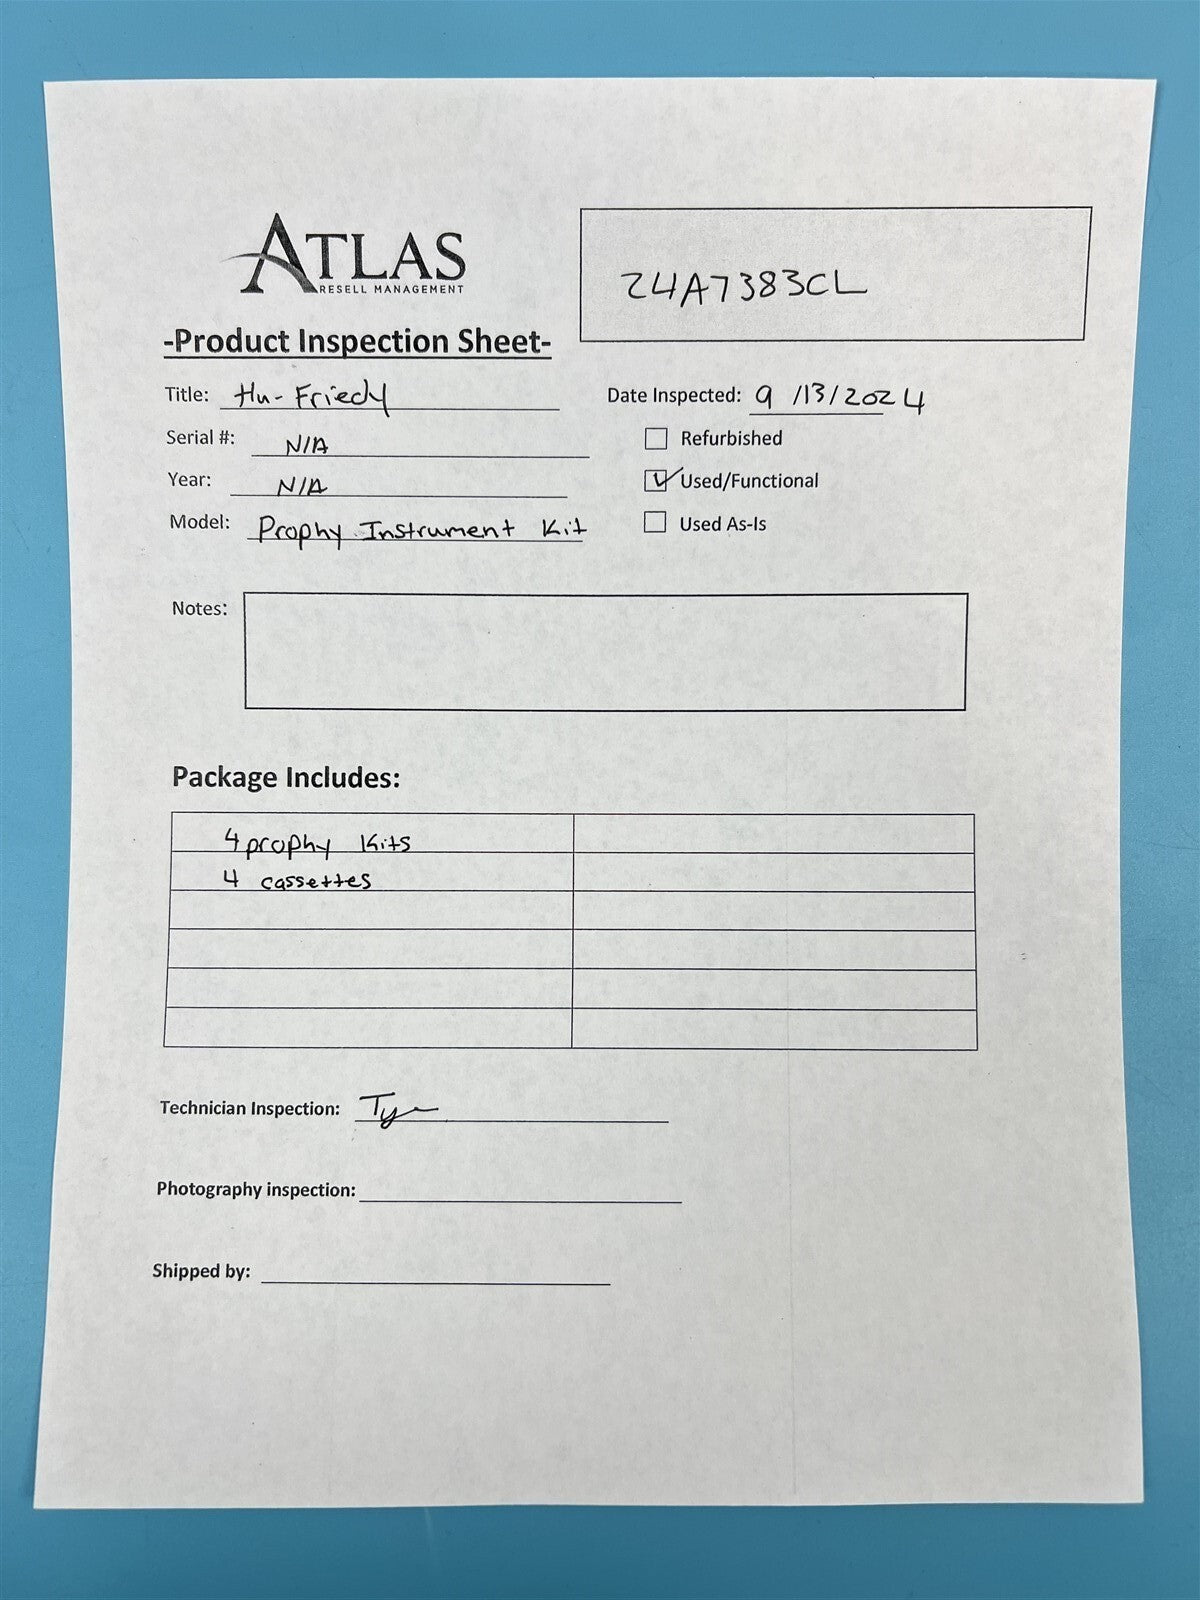 ATLAS
RESELL MANAGEMENT
24A7383CL
-Product Inspection Sheet-
Title: Hu-Friedy
Date Inspected: 9/13/2024
Serial #: N/A
Refurbished
Year: N/A
Used/Functional
Model: Prophy Instrument Kit
Used As-Is
Notes:
Package Includes:
4 prophy Kits
4 cassettes
Technician Inspection:
Photography inspection:
Shipped by: